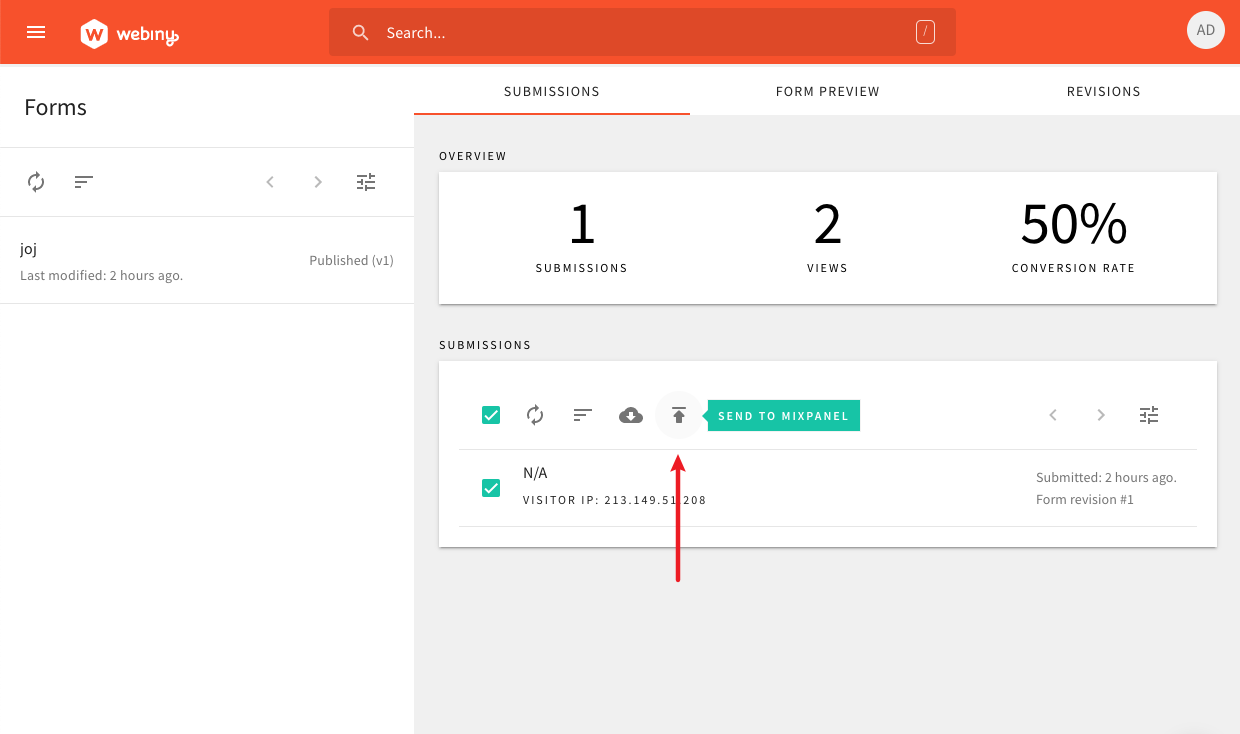 webiny
Search...
/
AD
Forms
SUBMISSIONS
FORM PREVIEW
REVISIONS
joj
Last modified: 2 hours ago.
Published (v1)
OVERVIEW
1
SUBMISSIONS
2
VIEWS
50%
CONVERSION RATE
SUBMISSIONS
SEND TO MIXPANEL
N/A
VISITOR IP: 213.149.51.208
Submitted: 2 hours ago.
Form revision #1